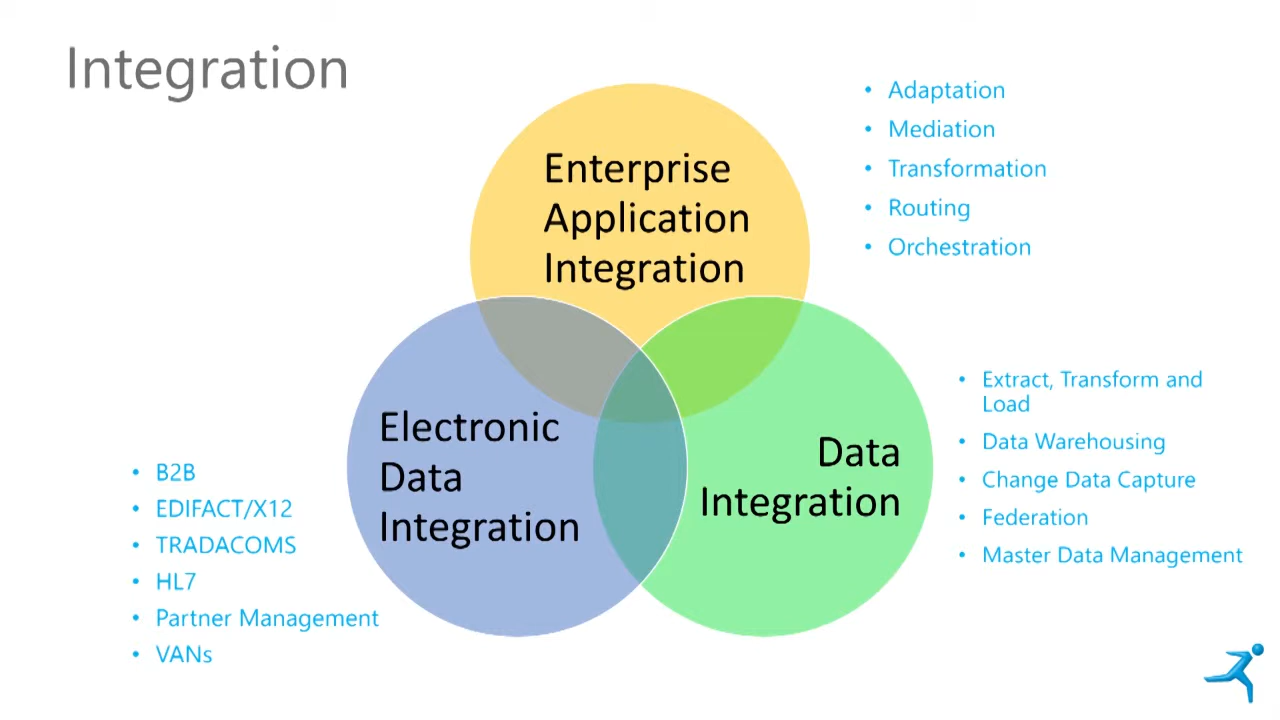 Integration
Enterprise
Application
Integration
• Adaptation
• Mediation
• Transformation
• Routing
• Orchestration
Electronic
Data
Integration
• B2B
• EDIFACT/X12
• TRADACOMS
• HL7
• Partner Management
• VANs
Data
Integration
• Extract, Transform and
Load
• Data Warehousing
• Change Data Capture
• Federation
• Master Data Management